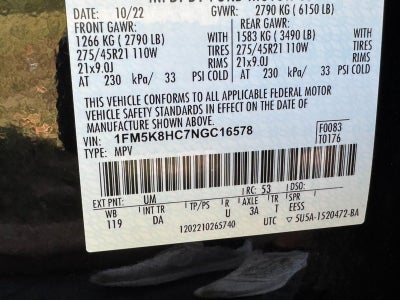 DATE: 10/22 GVWR: 2790 KG ( 6150 LB)
FRONT GAWR: REAR GAWR:
1266 KG ( 2790 LB) 1583 KG ( 3490 LB)
275/45R21 110W TIRES 275/45R21 110W TIRES
21x9.0J RIMS 21x9.0J RIMS
AT 230 kPa/ 33 PSI COLD AT 230 kPa/ 33 PSI COLD
THIS VEHICLE CONFORMS TO ALL APPLICABLE FEDERAL MOTOR
VEHICLE SAFETY STANDARDS IN EFFECT ON THE DATE OF
MANUFACTURE SHOWN ABOVE.
VIN: 1FM5K8HC7NGC16578 F0083
TYPE: MPV T0176
EXT PNT: UM RC: 53 DSO:
WB INT TR TP/PS R AXLE TR SPR
119 DA U 3A T EESS
1202210265740 UTC 5U5A-1520472-BA